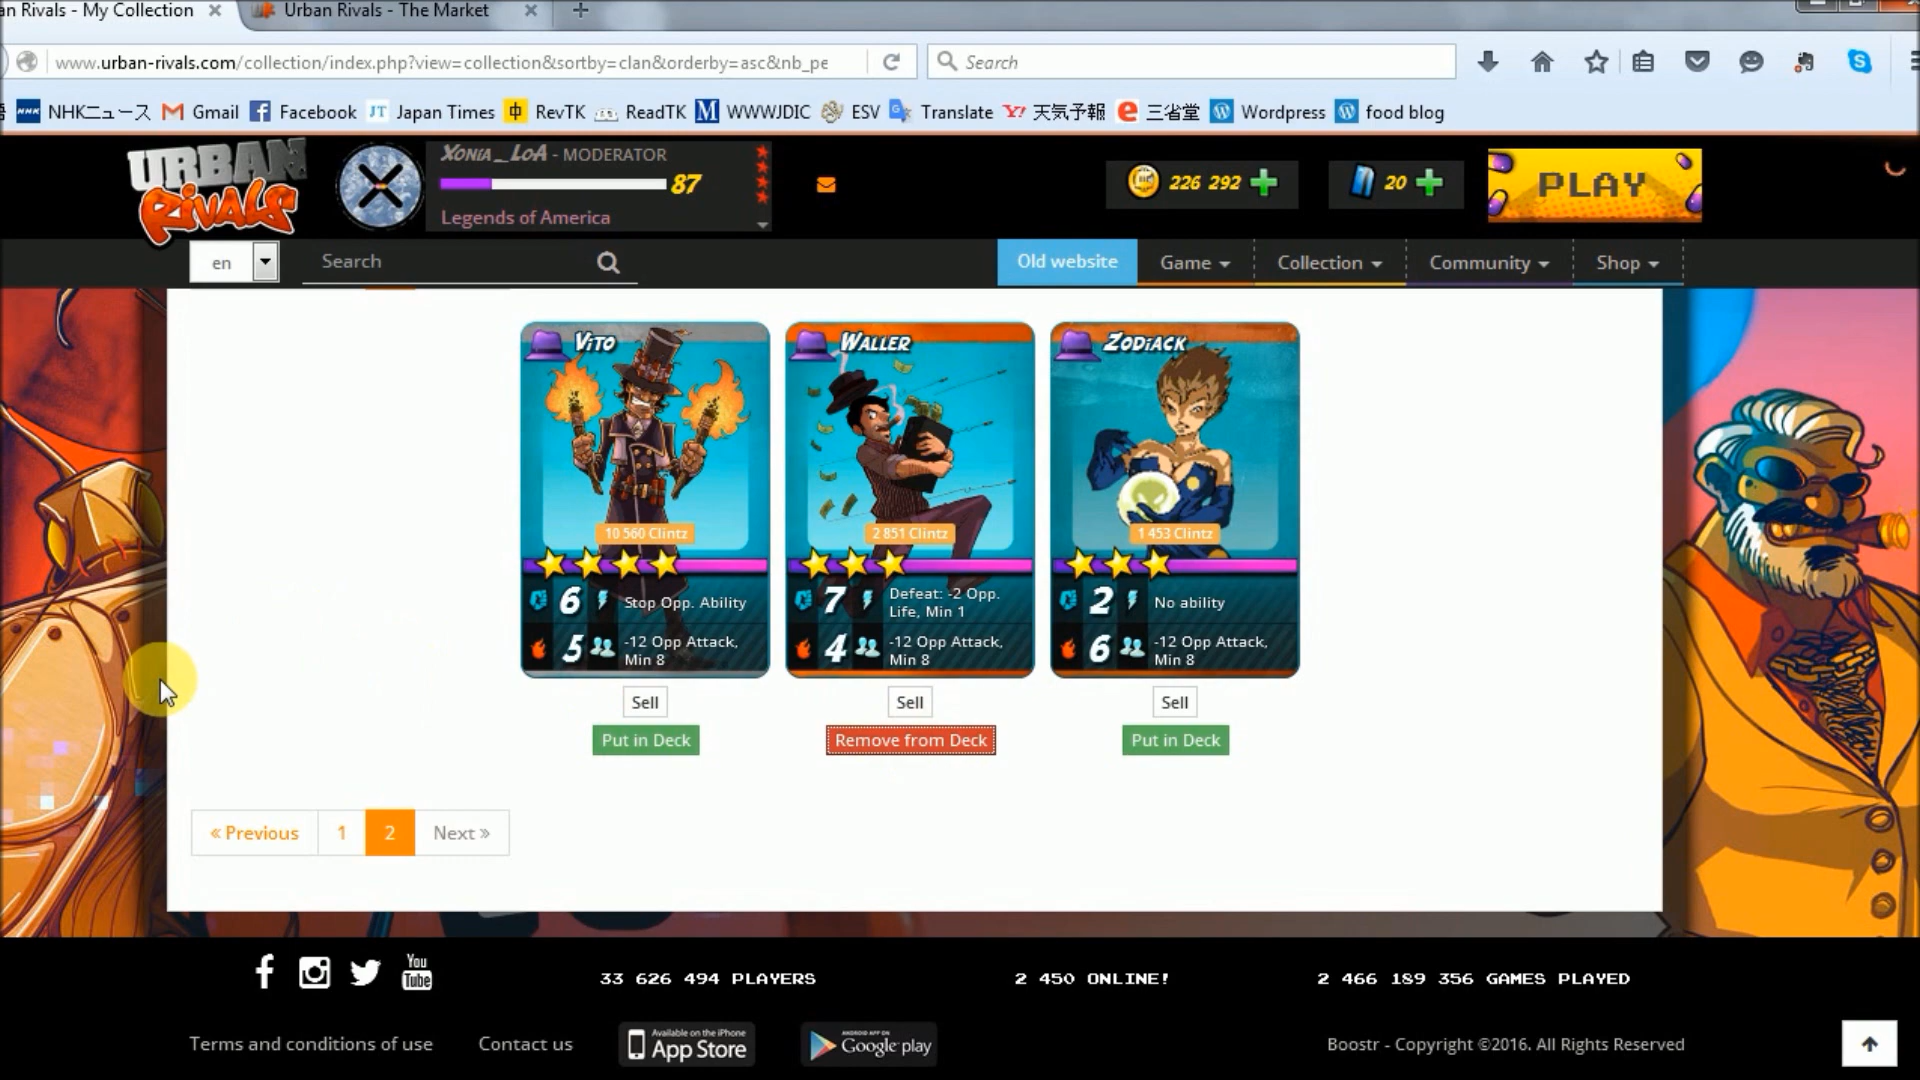 an Rivals - My Collection
Urban Rivals - The Market
www.urban-rivals.com/collection/index.php?view=collection&sortby=clan&orderby=asc&nb_pe
Search
NHK NHKニュース Gmail Facebook JT Japan Times 中 RevTK ReadTK M WWWJDIC ESV Translate 天気予報 三省堂 Wordpress food blog
URBAN RIVALS
XONIA_LOA - MODERATOR
87
Legends of America
226 292
20
PLAY
en
Search
Old website
Game
Collection
Community
Shop
VITO
10 560 Clintz
6 Stop Opp. Ability
5 -12 Opp Attack, Min 8
Sell
Put in Deck
WALLER
2 851 Clintz
7 Defeat: -2 Opp. Life, Min 1
4 -12 Opp Attack, Min 8
Sell
Remove from Deck
ZODIACK
1 453 Clintz
2 No ability
6 -12 Opp Attack, Min 8
Sell
Put in Deck
« Previous 1 2 Next »
You Tube
33 626 494 PLAYERS
2 450 ONLINE!
2 466 189 356 GAMES PLAYED
Terms and conditions of use
Contact us
Available on the iPhone
App Store
ANDROID APP ON
Google play
Boostr - Copyright ©2016. All Rights Reserved